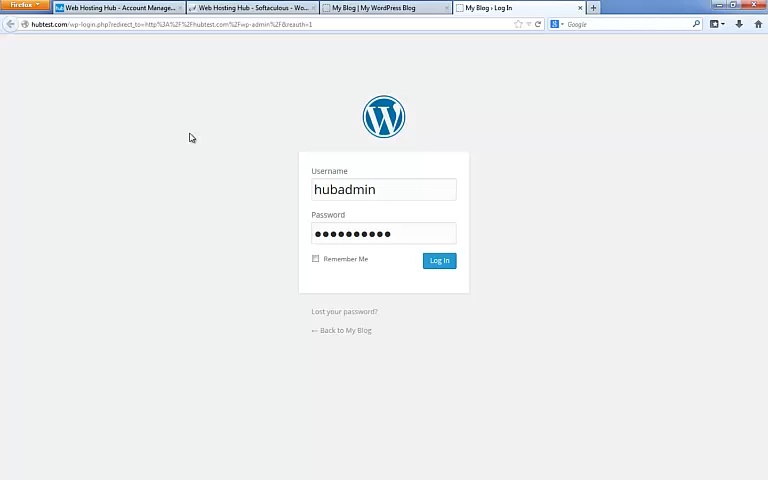 Firefox
Web Hosting Hub - Account Manage...
Web Hosting Hub - Softaculous - Wo...
My Blog | My WordPress Blog
My Blog › Log In
hubtest.com/wp-login.php?redirect_to=http%3A%2F%2Fhubtest.com%2Fwp-admin%2F&reauth=1
Google
Username
hubadmin
Password
Remember Me
Log In
Lost your password?
← Back to My Blog